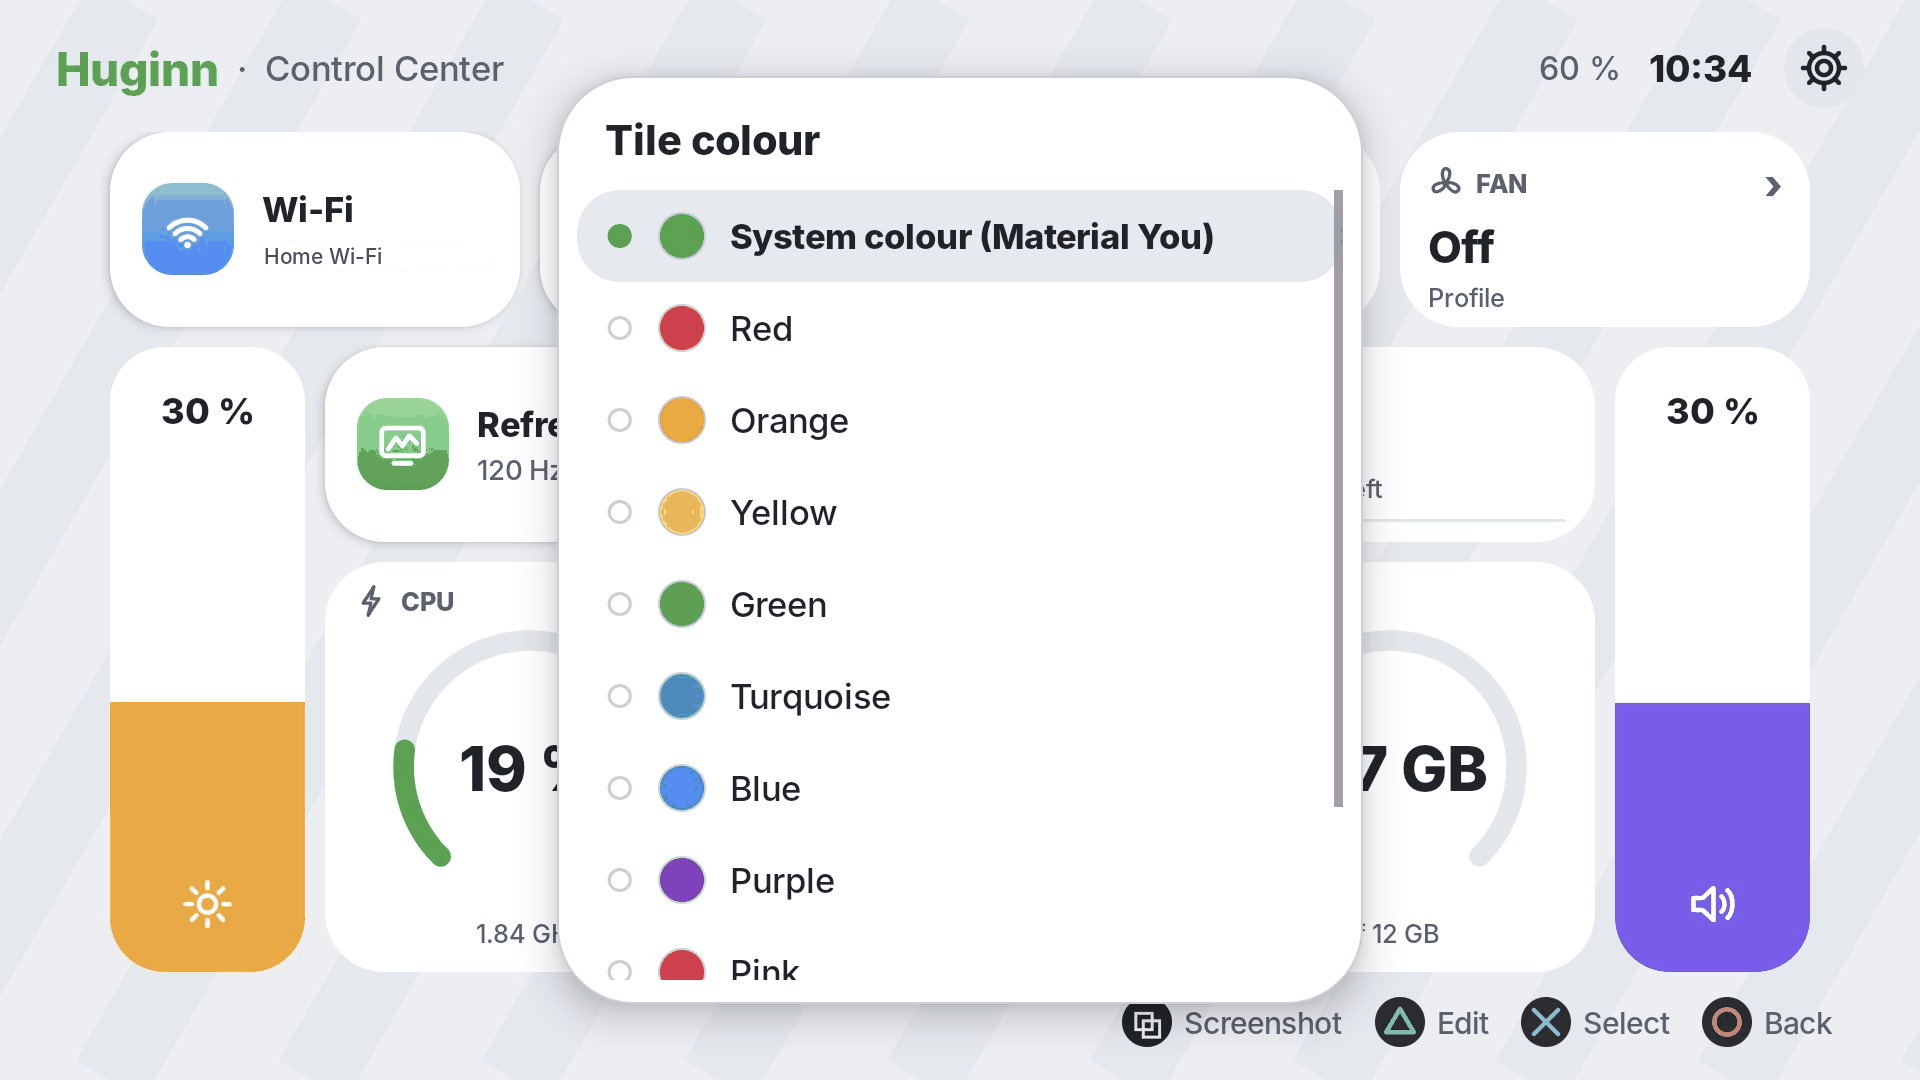 Huginn · Control Center
60 % 10:34
Tile colour
Wi-Fi
Home Wi-Fi
FAN
Off
Profile
System colour (Material You)
Red
Orange
Yellow
Green
Turquoise
Blue
Purple
Pink
30 %
120 Hz
CPU
19
1.84
30 %
7 GB
12 GB
Screenshot Edit Select Back